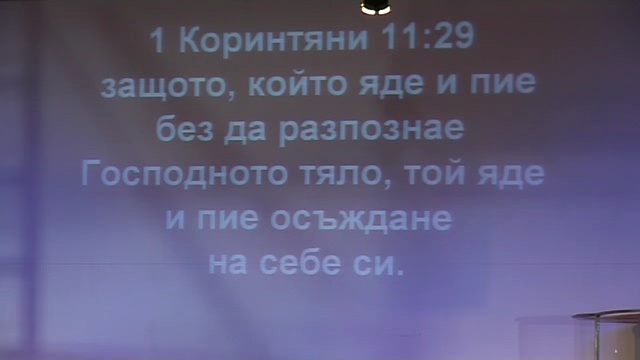 1 Коринтяни 11:29
защото, който яде и пие
без да разпознае
Господното тяло, той яде
и пие осъждане
на себе си.